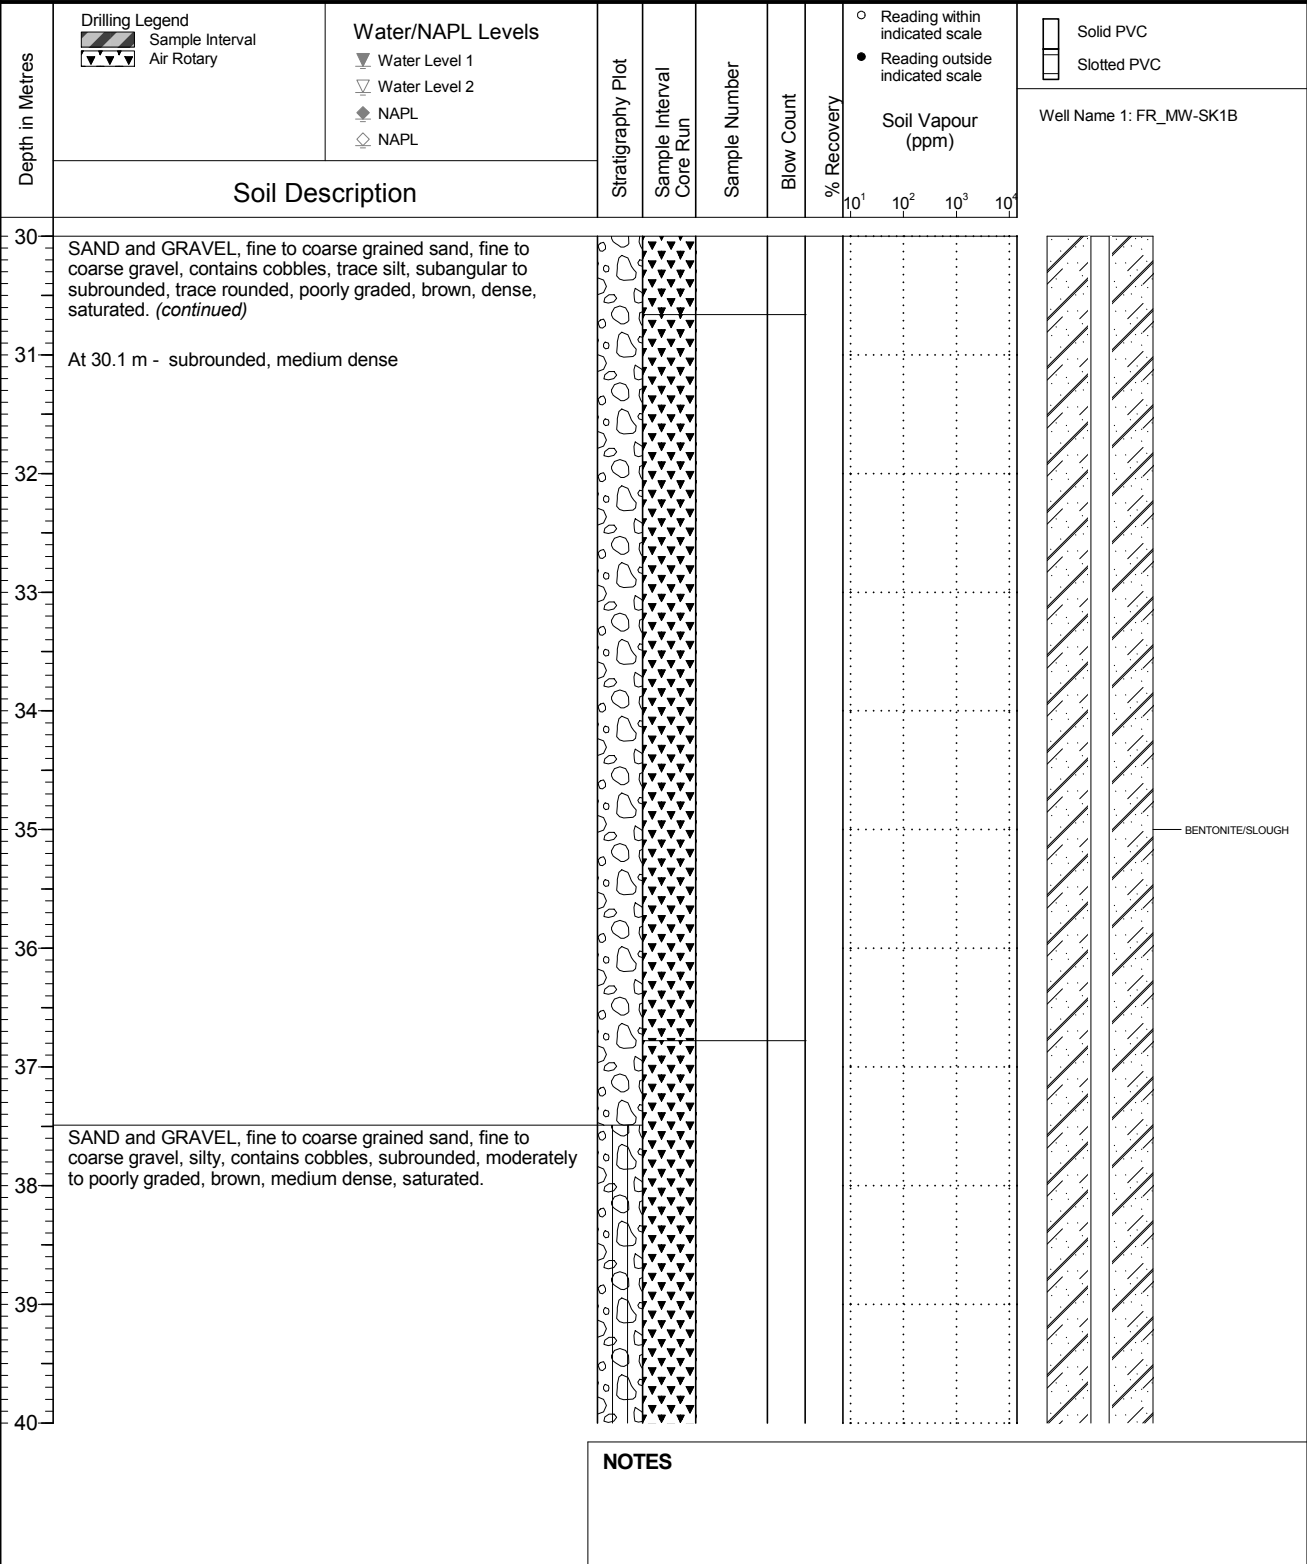 Depth in Metres
Drilling Legend
Sample Interval
Air Rotary
Water/NAPL Levels
Water Level 1
Water Level 2
NAPL
NAPL
Soil Description
Stratigraphy Plot
Sample Interval
Core Run
Sample Number
Blow Count
% Recovery
Reading within
indicated scale
Reading outside
indicated scale
Soil Vapour
(ppm)
10¹ 10² 10³ 10⁴
Solid PVC
Slotted PVC
Well Name 1: FR_MW-SK1B
30
SAND and GRAVEL, fine to coarse grained sand, fine to
coarse gravel, contains cobbles, trace silt, subangular to
subrounded, trace rounded, poorly graded, brown, dense,
saturated. (continued)
31
At 30.1 m - subrounded, medium dense
32
33
34
35
BENTONITE/SLOUGH
36
37
SAND and GRAVEL, fine to coarse grained sand, fine to
coarse gravel, silty, contains cobbles, subrounded, moderately
to poorly graded, brown, medium dense, saturated.
38
39
40
NOTES